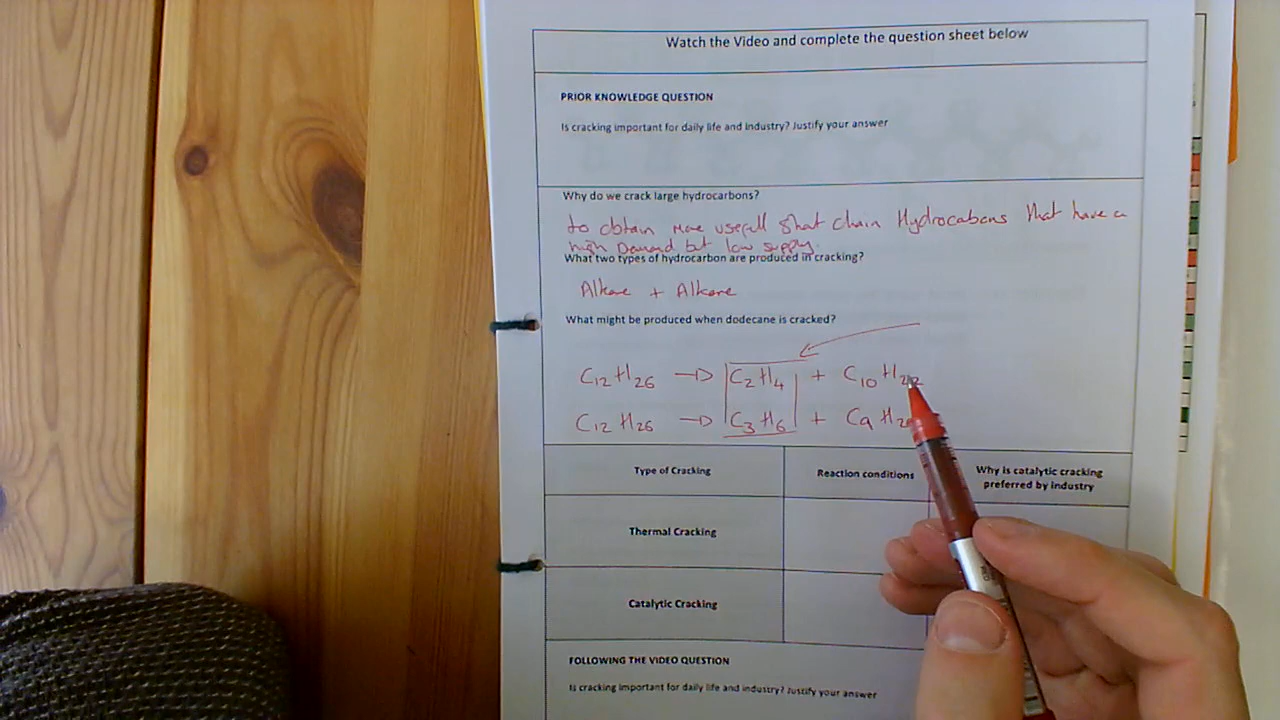 Watch the Video and complete the question sheet below
PRIOR KNOWLEDGE QUESTION
Is cracking important for daily life and industry? Justify your answer
Why do we crack large hydrocarbons?
to obtain more usefull short chain Hydrocabons that have a
high Demand but low supply.
What two types of hydrocarbon are produced in cracking?
Alkane + Alkene
What might be produced when dodecane is cracked?
C₁₂H₂₆ → C₂H₄ + C₁₀H₂₂
C₁₂H₂₆ → C₃H₆ + C₉H₂₀
Type of Cracking
Reaction conditions
Why is catalytic cracking
preferred by industry
Thermal Cracking
Catalytic Cracking
FOLLOWING THE VIDEO QUESTION
Is cracking important for daily life and industry? Justify your answer